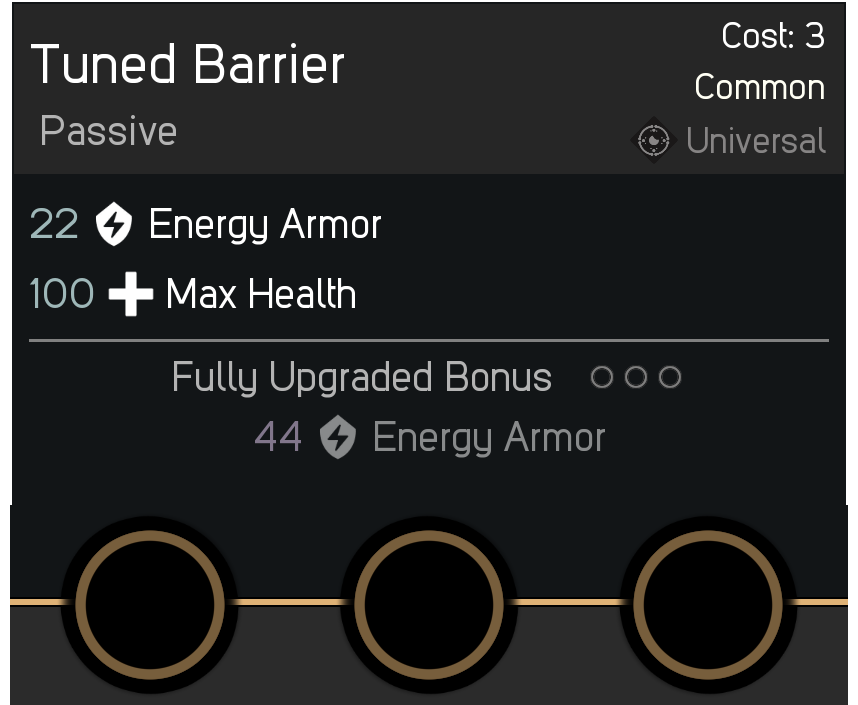 Tuned Barrier
Cost: 3
Common
Passive
Universal
22 Energy Armor
100 Max Health
Fully Upgraded Bonus
44 Energy Armor